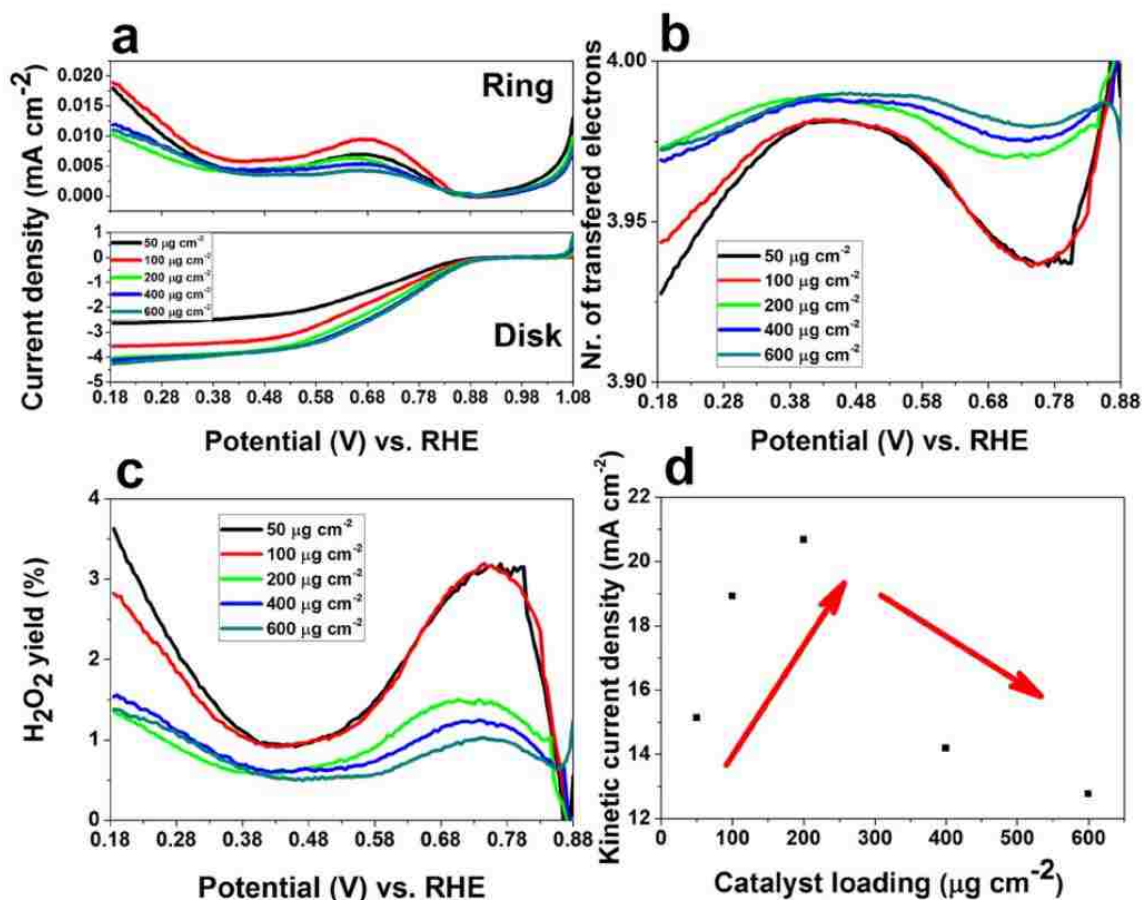 a
Current density (mA cm-2)
0.020
0.015
0.010
0.005
0.000
Ring
1
0
-1
-2
-3
-4
-5
50 μg cm-2
100 μg cm-2
200 μg cm-2
400 μg cm-2
600 μg cm-2
Disk
0.18 0.28 0.38 0.48 0.58 0.68 0.78 0.88 0.98 1.08
Potential (V) vs. RHE
b
Nr. of transfered electrons
4.00
3.95
3.90
50 μg cm-2
100 μg cm-2
200 μg cm-2
400 μg cm-2
600 μg cm-2
0.18 0.28 0.38 0.48 0.58 0.68 0.78 0.88
Potential (V) vs. RHE
c
H2O2 yield (%)
4
3
2
1
0
50 μg cm-2
100 μg cm-2
200 μg cm-2
400 μg cm-2
600 μg cm-2
0.18 0.28 0.38 0.48 0.58 0.68 0.78 0.88
Potential (V) vs. RHE
d
Kinetic current density (mA cm-2)
22
20
18
16
14
12
0 100 200 300 400 500 600
Catalyst loading (μg cm-2)